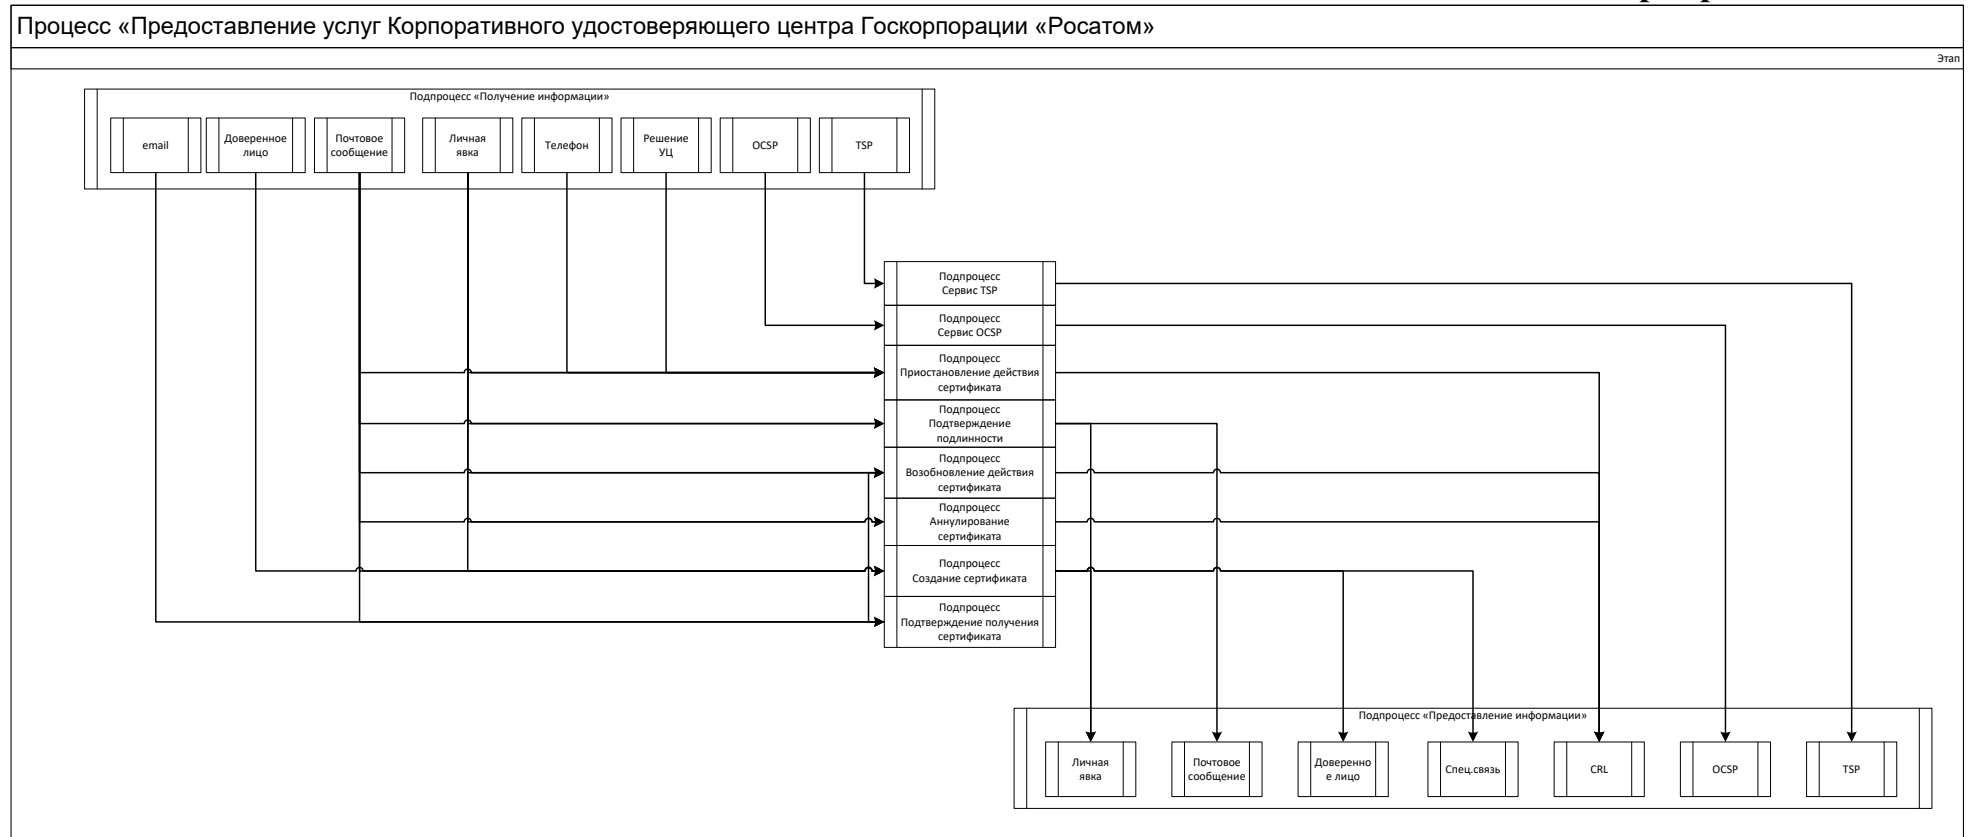 Процесс «Предоставление услуг Корпоративного удостоверяющего центра Госкорпорации «Росатом»
Этап
Подпроцесс «Получение информации»
email
Доверенное
лицо
Почтовое
сообщение
Личная
явка
Телефон
Решение
УЦ
OCSP
TSP
Подпроцесс
Сервис TSP
Подпроцесс
Сервис OCSP
Подпроцесс
Приостановление действия
сертификата
Подпроцесс
Подтверждение
подлинности
Подпроцесс
Возобновление действия
сертификата
Подпроцесс
Аннулирование
сертификата
Подпроцесс
Создание сертификата
Подпроцесс
Подтверждение получения
сертификата
Подпроцесс «Предоставление информации»
Личная
явка
Почтовое
сообщение
Доверенно
е лицо
Спец.связь
CRL
OCSP
TSP